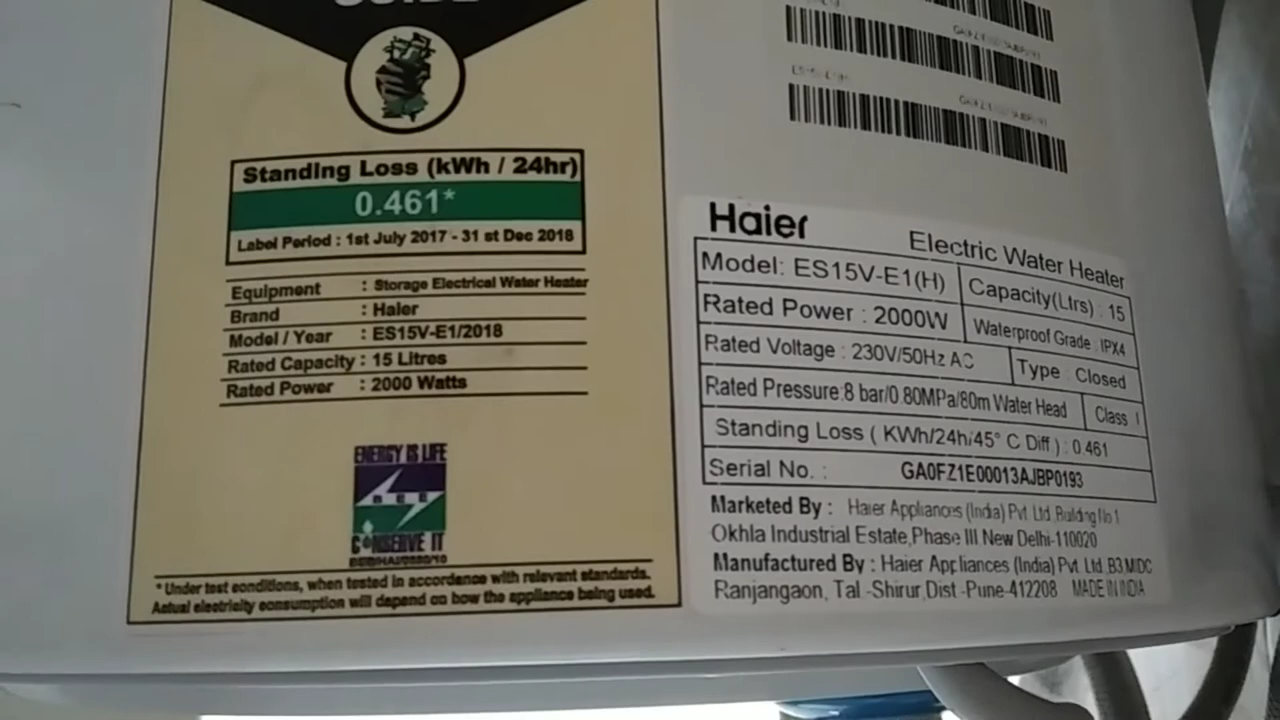 GUIDE
Standing Loss (kWh / 24hr)
0.461*
Label Period : 1st July 2017 - 31 st Dec 2018
Equipment : Storage Electrical Water Heater
Brand : Haier
Model / Year : ES15V-E1/2018
Rated Capacity : 15 Litres
Rated Power : 2000 Watts
ENERGY IS LIFE
BEE
CONSERVE IT
* Under test conditions, when tested in accordance with relevant standards.
Actual electricity consumption will depend on how the appliance being used.
Haier
Electric Water Heater
Model: ES15V-E1(H) Capacity(Ltrs) : 15
Rated Power : 2000W Waterproof Grade : IPX4
Rated Voltage : 230V/50Hz AC Type : Closed
Rated Pressure:8 bar/0.80MPa/80m Water Head Class I
Standing Loss ( KWh/24h/45° C Diff.) : 0.461
Serial No. : GA0FZ1E00013AJBP0193
Marketed By : Haier Appliances (India) Pvt. Ltd.,Building No 1
Okhla Industrial Estate,Phase III New Delhi-110020
Manufactured By : Haier Appliances (India) Pvt. Ltd. B3 MIDC
Ranjangaon, Tal.-Shirur,Dist.-Pune-412208 MADE IN INDIA